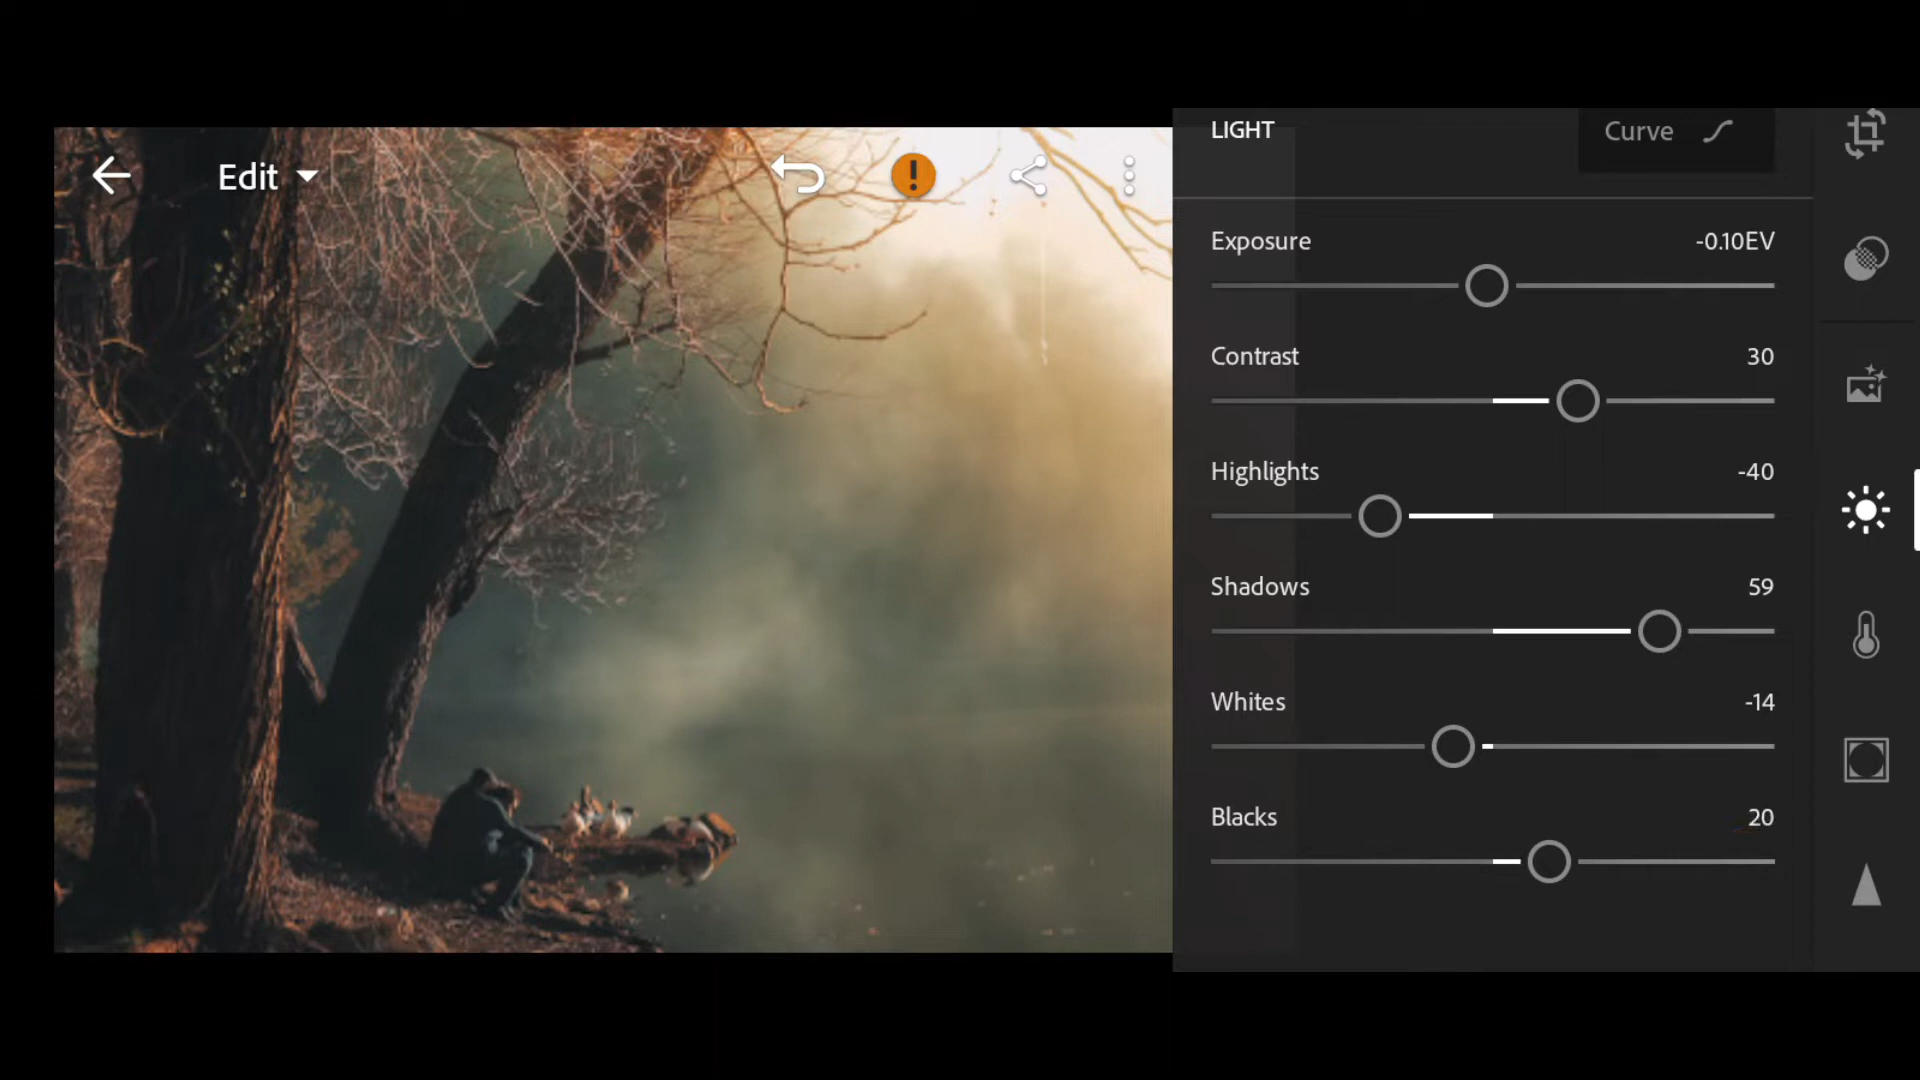 Edit
LIGHT
Curve
Exposure -0.10EV
Contrast 30
Highlights -40
Shadows 59
Whites -14
Blacks 20